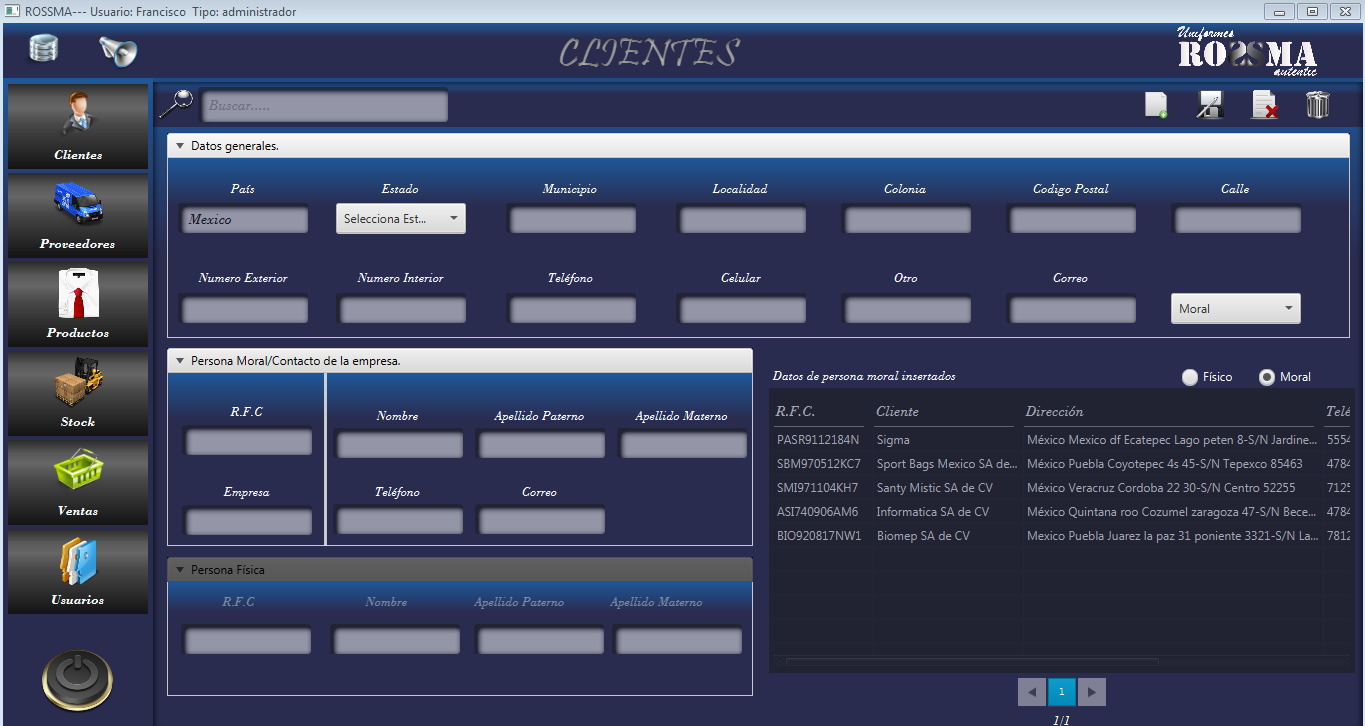 ROSSMA--- Usuario: Francisco Tipo: administrador
CLIENTES
Uniformes
ROSSMA
autentic
Buscar.....
Clientes
Proveedores
Productos
Stock
Ventas
Usuarios
Datos generales.
País Estado Municipio Localidad Colonia Codigo Postal Calle
Mexico Selecciona Est...
Numero Exterior Numero Interior Teléfono Celular Otro Correo
Moral
Persona Moral/Contacto de la empresa.
R.F.C Nombre Apellido Paterno Apellido Materno
Empresa Teléfono Correo
Persona Física
R.F.C Nombre Apellido Paterno Apellido Materno
Datos de persona moral insertados Físico Moral
R.F.C. Cliente Dirección Telé
PASR9112184N Sigma México Mexico df Ecatepec Lago peten 8-S/N Jardine... 5554
SBM970512KC7 Sport Bags Mexico SA de... México Puebla Coyotepec 4s 45-S/N Tepexco 85463 4784
SMI971104KH7 Santy Mistic SA de CV México Veracruz Cordoba 22 30-S/N Centro 52255 7125
ASI740906AM6 Informatica SA de CV México Quintana roo Cozumel zaragoza 47-S/N Bece... 4784
BIO920817NW1 Biomep SA de CV Mexico Puebla Juarez la paz 31 poniente 3321-S/N La... 7812
1
1/1